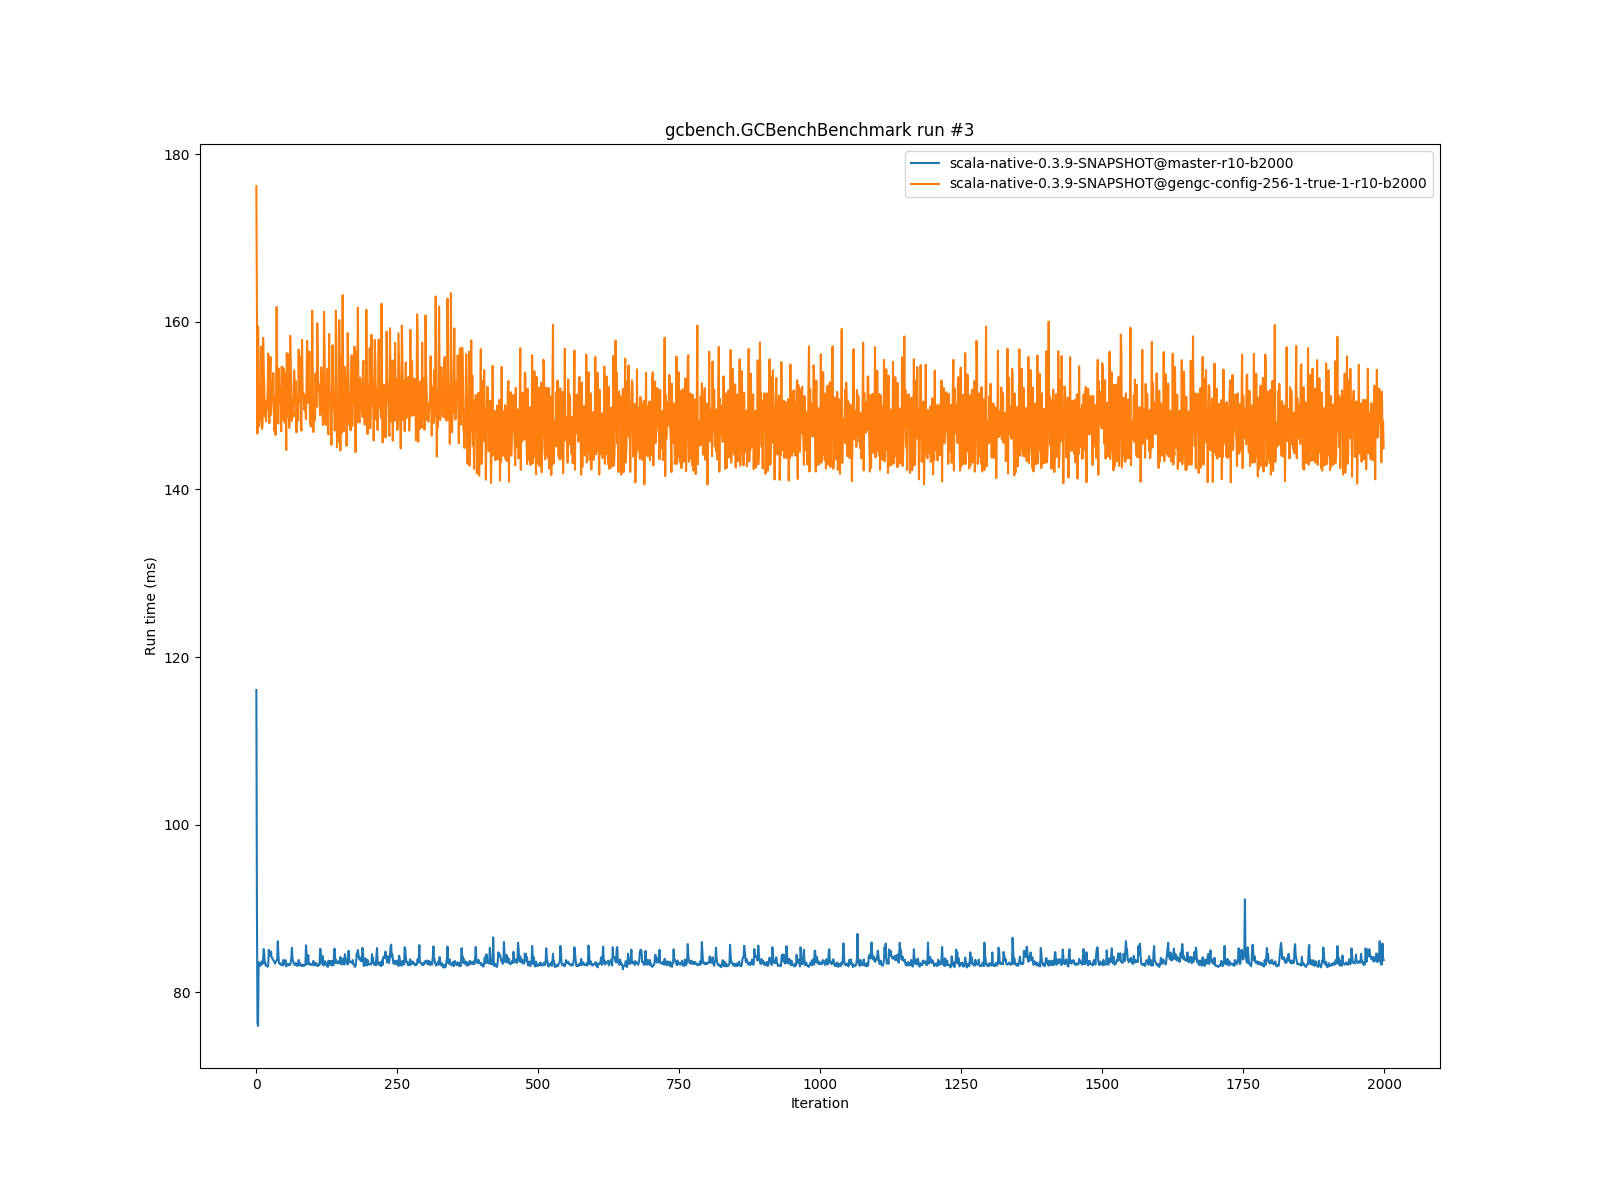 gcbench.GCBenchBenchmark run #3
scala-native-0.3.9-SNAPSHOT@master-r10-b2000
scala-native-0.3.9-SNAPSHOT@gengc-config-256-1-true-1-r10-b2000
180
160
140
120
100
80
Run time (ms)
0 250 500 750 1000 1250 1500 1750 2000
Iteration